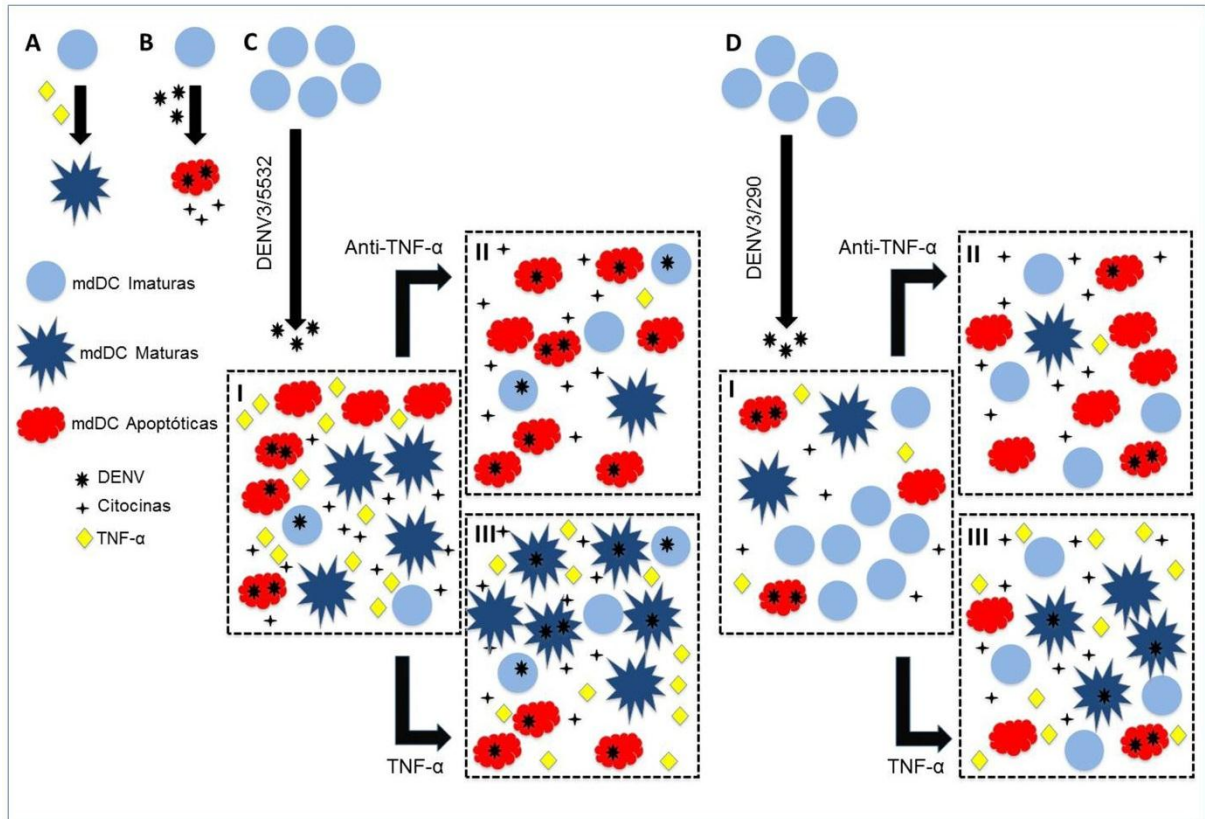 A
B
C
D
DENV3/5532
DENV3/290
Anti-TNF-α
Anti-TNF-α
II
II
mdDC Imaturas
mdDC Maturas
mdDC Apoptóticas
DENV
Citocinas
TNF-α
I
I
III
III
TNF-α
TNF-α